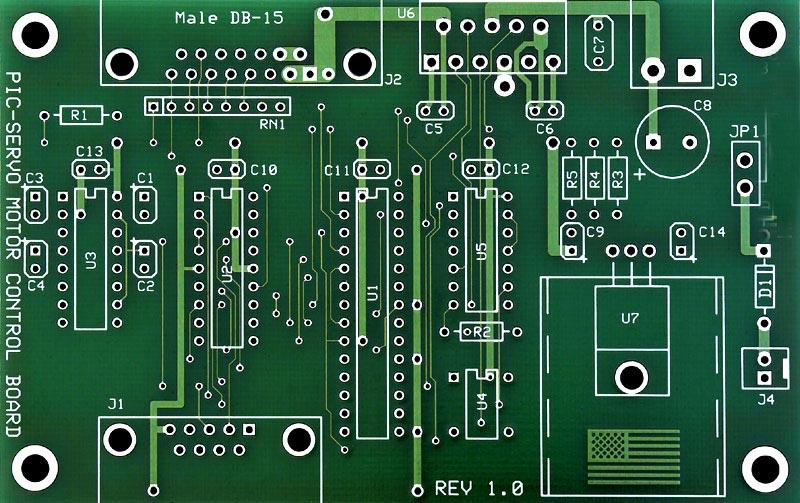 Male DB-15
U6
C7
J2
J3
PIC-SERVO MOTOR CONTROL BOARD
R1
RN1
C5
C6
C8
JP1
C13
C10
C11
C12
C3
C1
R5
R4
R3
+
U3
U2
U1
U5
C9
C14
C4
C2
D1
R2
U7
U4
J1
J4
REV 1.0